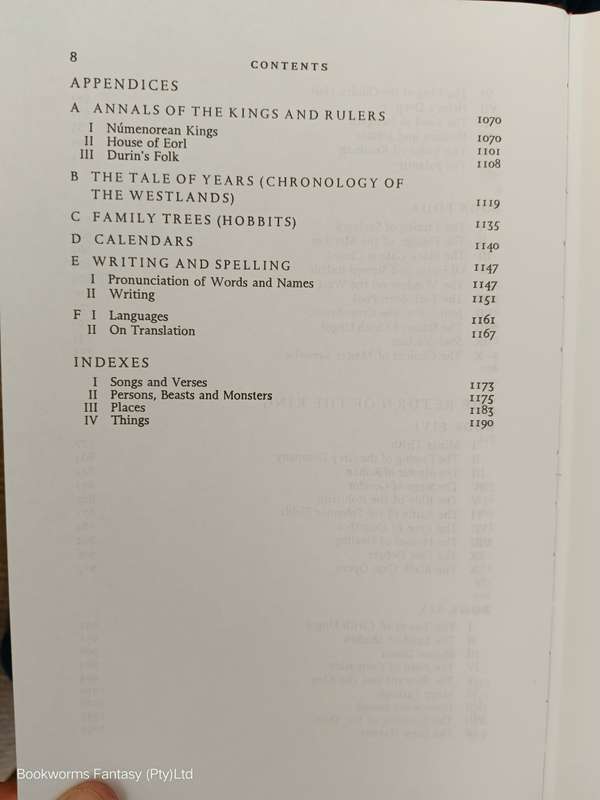 8
CONTENTS
APPENDICES
A ANNALS OF THE KINGS AND RULERS 1070
I Númenorean Kings 1070
II House of Eorl 1101
III Durin's Folk 1108
B THE TALE OF YEARS (CHRONOLOGY OF
THE WESTLANDS) 1119
C FAMILY TREES (HOBBITS) 1135
D CALENDARS 1140
E WRITING AND SPELLING 1147
I Pronunciation of Words and Names 1147
II Writing 1151
F I Languages 1161
II On Translation 1167
INDEXES
I Songs and Verses 1173
II Persons, Beasts and Monsters 1175
III Places 1183
IV Things 1190
Bookworms Fantasy (Pty)Ltd